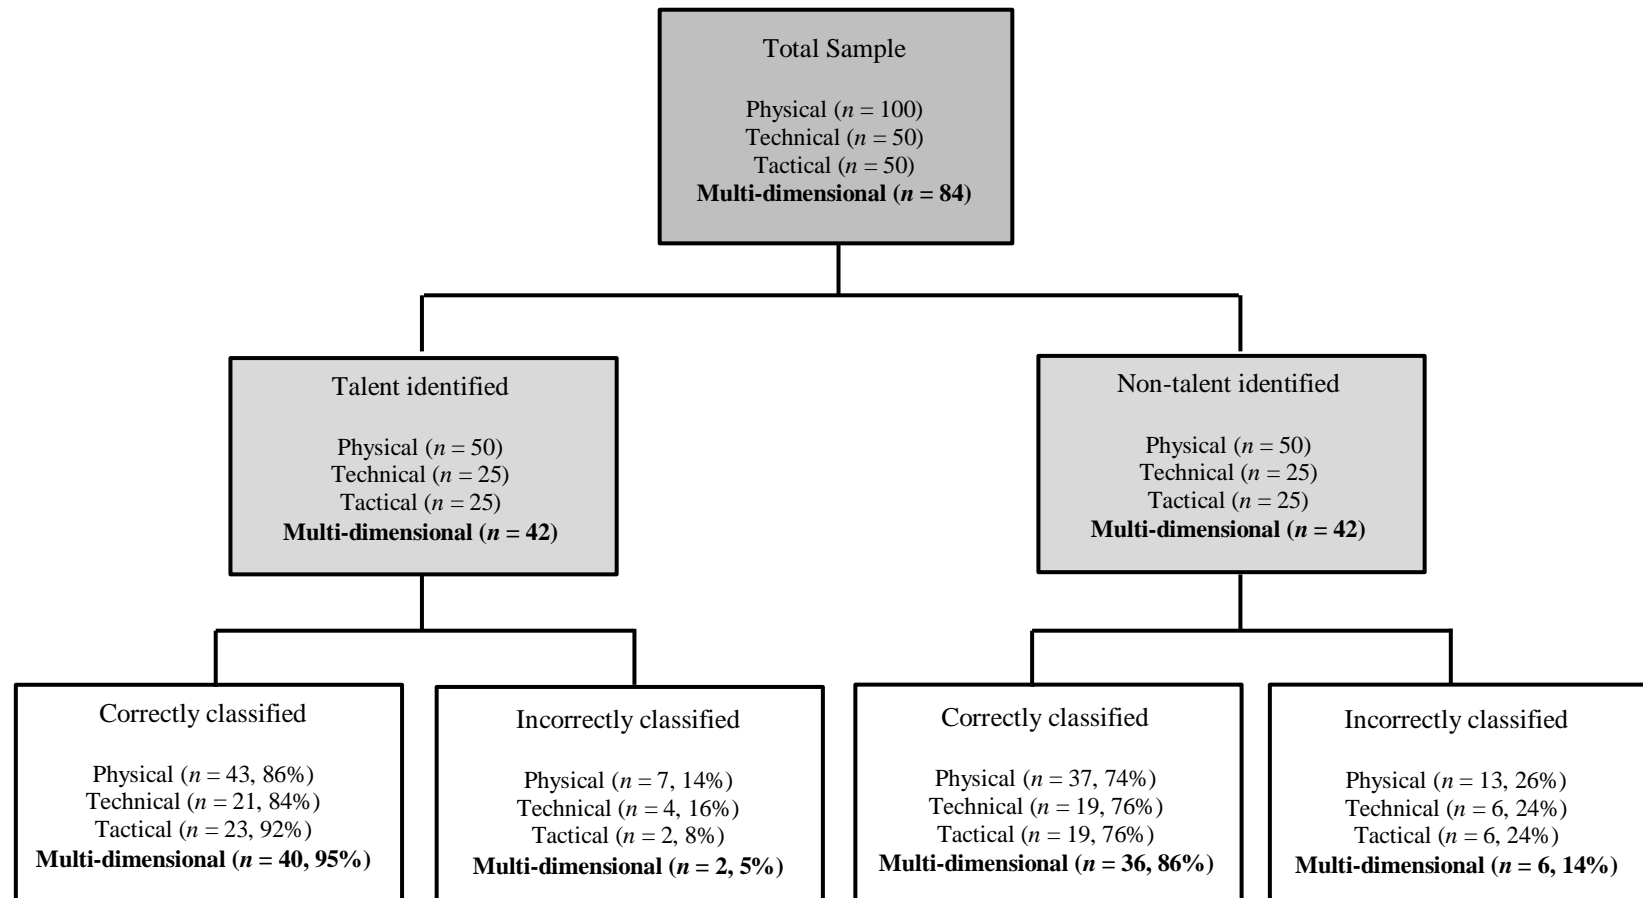 Total Sample
Physical (n = 100)
Technical (n = 50)
Tactical (n = 50)
Multi-dimensional (n = 84)
Talent identified
Physical (n = 50)
Technical (n = 25)
Tactical (n = 25)
Multi-dimensional (n = 42)
Non-talent identified
Physical (n = 50)
Technical (n = 25)
Tactical (n = 25)
Multi-dimensional (n = 42)
Correctly classified
Physical (n = 43, 86%)
Technical (n = 21, 84%)
Tactical (n = 23, 92%)
Multi-dimensional (n = 40, 95%)
Incorrectly classified
Physical (n = 7, 14%)
Technical (n = 4, 16%)
Tactical (n = 2, 8%)
Multi-dimensional (n = 2, 5%)
Correctly classified
Physical (n = 37, 74%)
Technical (n = 19, 76%)
Tactical (n = 19, 76%)
Multi-dimensional (n = 36, 86%)
Incorrectly classified
Physical (n = 13, 26%)
Technical (n = 6, 24%)
Tactical (n = 6, 24%)
Multi-dimensional (n = 6, 14%)